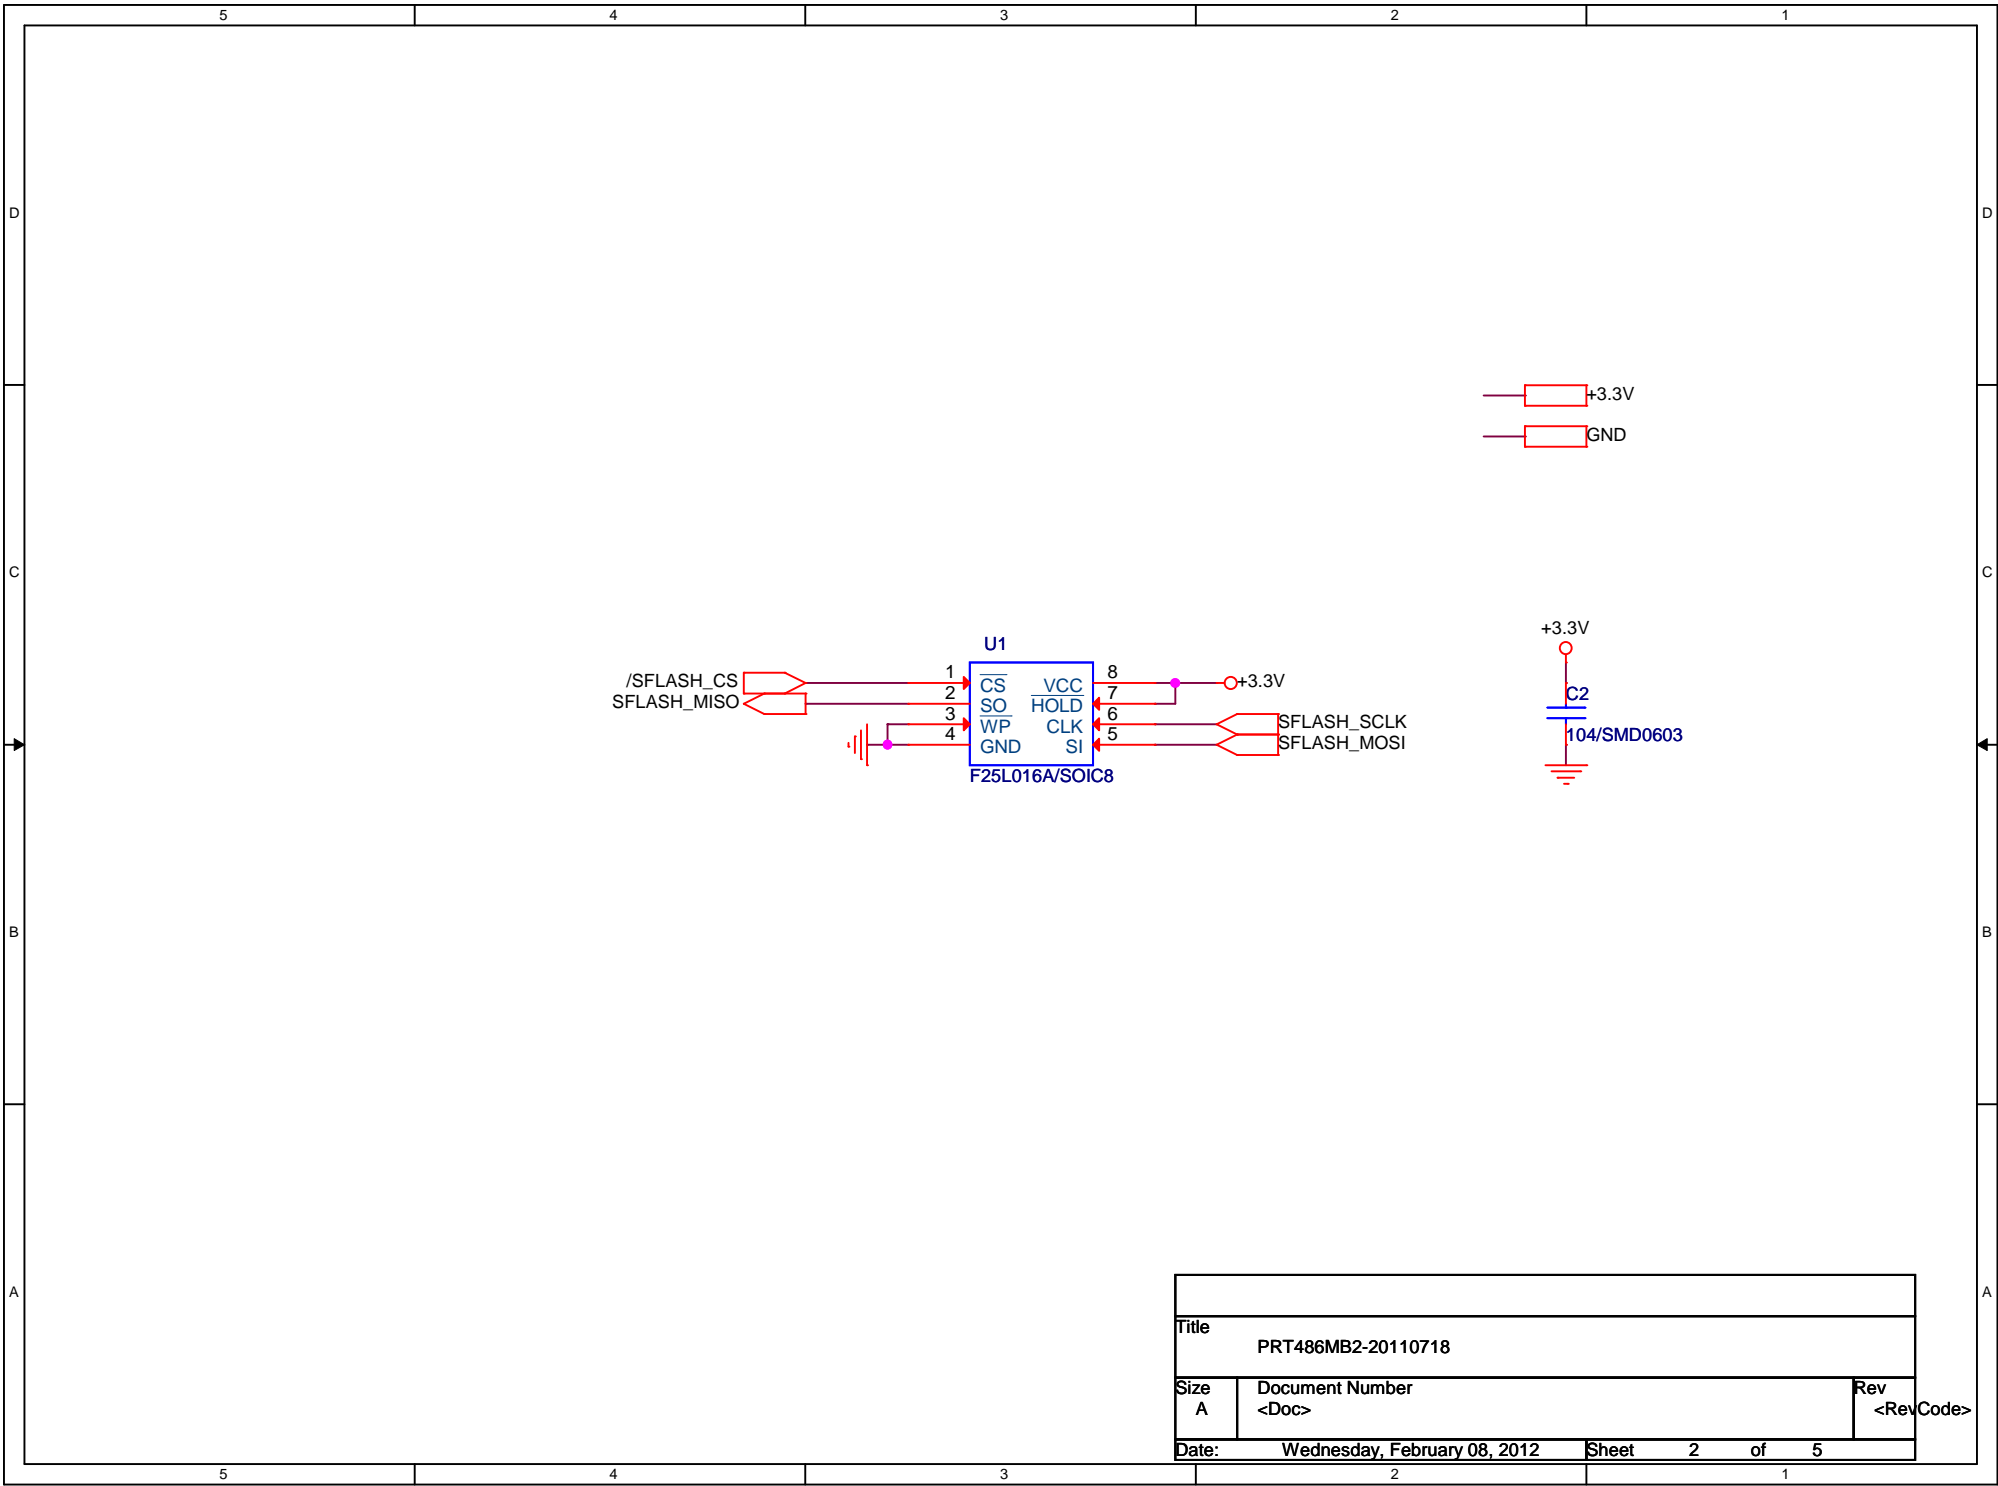 5 4 3 2 1
D D
+3.3V
GND
C C
+3.3V
U1
/SFLASH_CS 1 CS VCC 8 +3.3V
SFLASH_MISO 2 SO HOLD 7
3 WP CLK 6 SFLASH_SCLK
4 GND SI 5 SFLASH_MOSI
F25L016A/SOIC8
C2
104/SMD0603
B B
A A
Title
PRT486MB2-20110718
Size Document Number Rev
A <Doc> <RevCode>
Date: Wednesday, February 08, 2012 Sheet 2 of 5
5 4 3 2 1